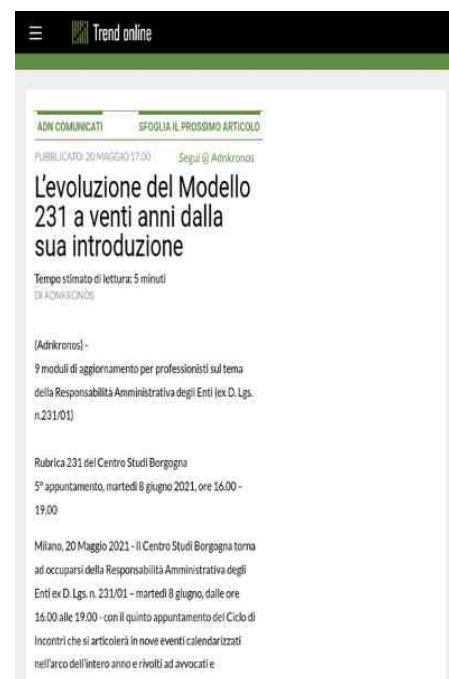 Trend online
ADN COMUNICATI SFOGLIA IL PROSSIMO ARTICOLO
PUBBLICATO: 20 MAGGIO 17:00 Segui @ Adnkronos
L'evoluzione del Modello
231 a venti anni dalla
sua introduzione
Tempo stimato di lettura: 5 minuti
DI ADNKRONOS
(Adnkronos) -
9 moduli di aggiornamento per professionisti sul tema
della Responsabilità Amministrativa degli Enti (ex D. Lgs.
n.231/01)
Rubrica 231 del Centro Studi Borgogna
5° appuntamento, martedì 8 giugno 2021, ore 16.00 –
19.00
Milano, 20 Maggio 2021 - Il Centro Studi Borgogna torna
ad occuparsi della Responsabilità Amministrativa degli
Enti ex D. Lgs. n. 231/01 – martedì 8 giugno, dalle ore
16.00 alle 19.00 - con il quinto appuntamento del Ciclo di
Incontri che si articolerà in nove eventi calendarizzati
nell'arco dell'intero anno e rivolti ad avvocati e